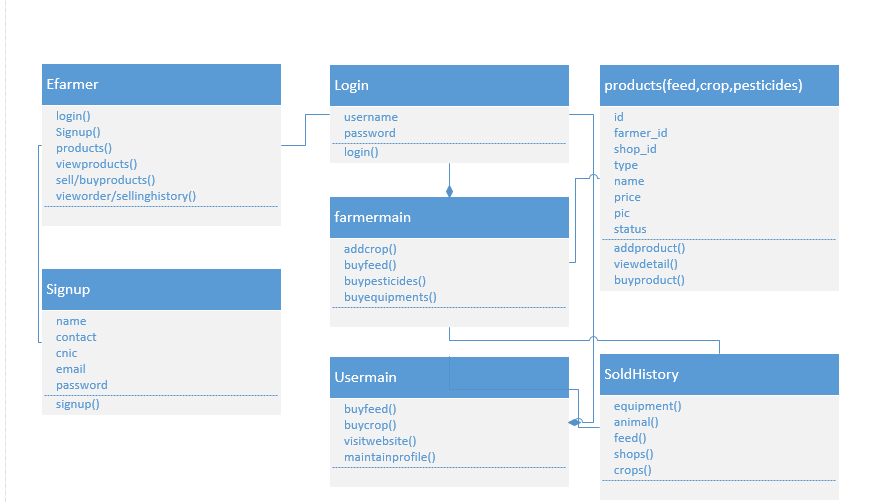 Efarmer
login()
Signup()
products()
viewproducts()
sell/buyproducts()
vieworder/sellinghistory()
Signup
name
contact
cnic
email
password
signup()
Login
username
password
login()
farmermain
addcrop()
buyfeed()
buypesticides()
buyequipments()
Usermain
buyfeed()
buycrop()
visitwebsite()
maintainprofile()
products(feed,crop,pesticides)
id
farmer_id
shop_id
type
name
price
pic
status
addproduct()
viewdetail()
buyproduct()
SoldHistory
equipment()
animal()
feed()
shops()
crops()